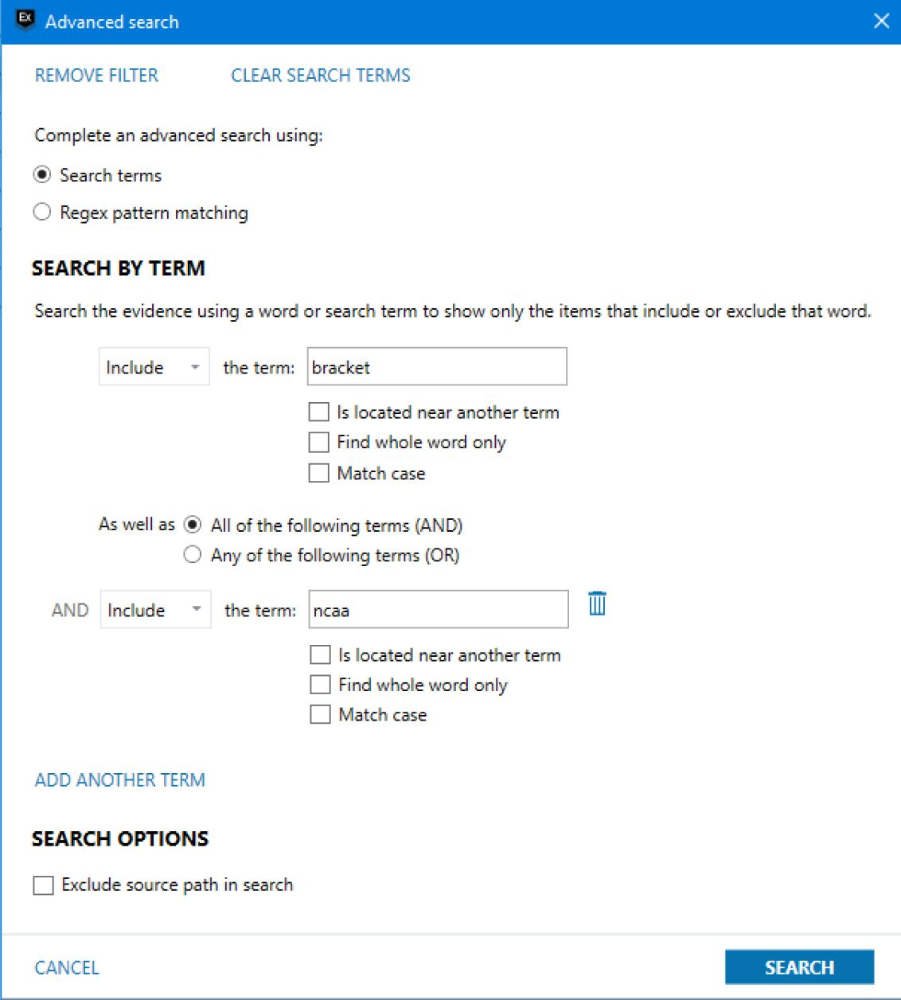 Ex Advanced search
REMOVE FILTER CLEAR SEARCH TERMS
Complete an advanced search using:
Search terms
Regex pattern matching
SEARCH BY TERM
Search the evidence using a word or search term to show only the items that include or exclude that word.
Include the term: bracket
Is located near another term
Find whole word only
Match case
As well as All of the following terms (AND)
Any of the following terms (OR)
AND Include the term: ncaa
Is located near another term
Find whole word only
Match case
ADD ANOTHER TERM
SEARCH OPTIONS
Exclude source path in search
CANCEL SEARCH